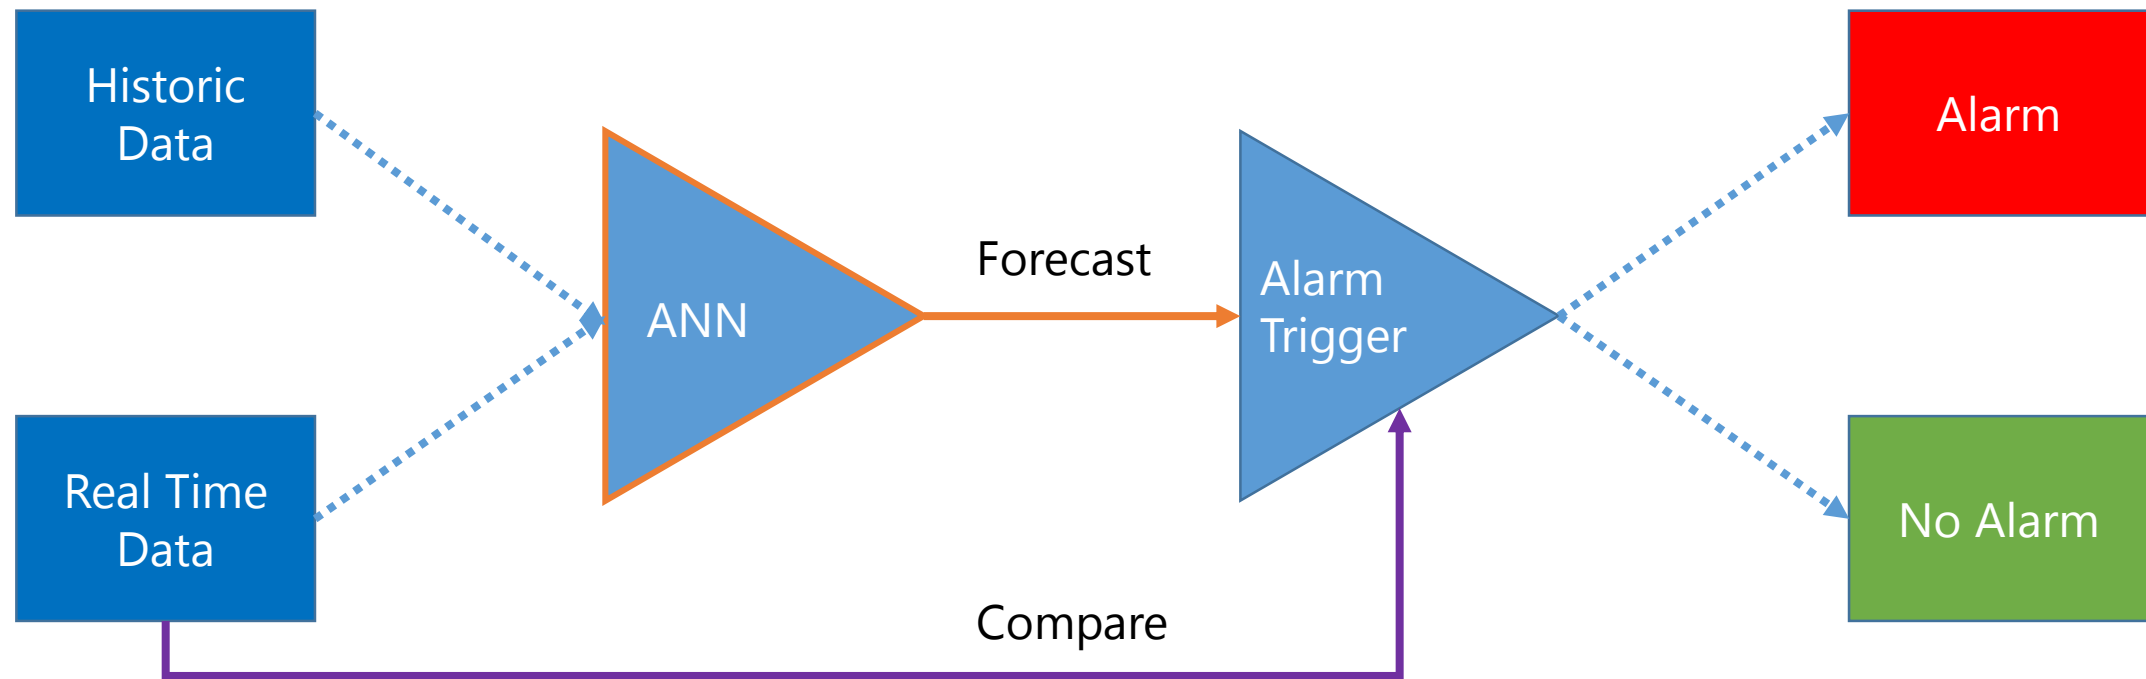 Historic
Data
Real Time
Data
ANN
Forecast
Compare
Alarm
Trigger
Alarm
No Alarm